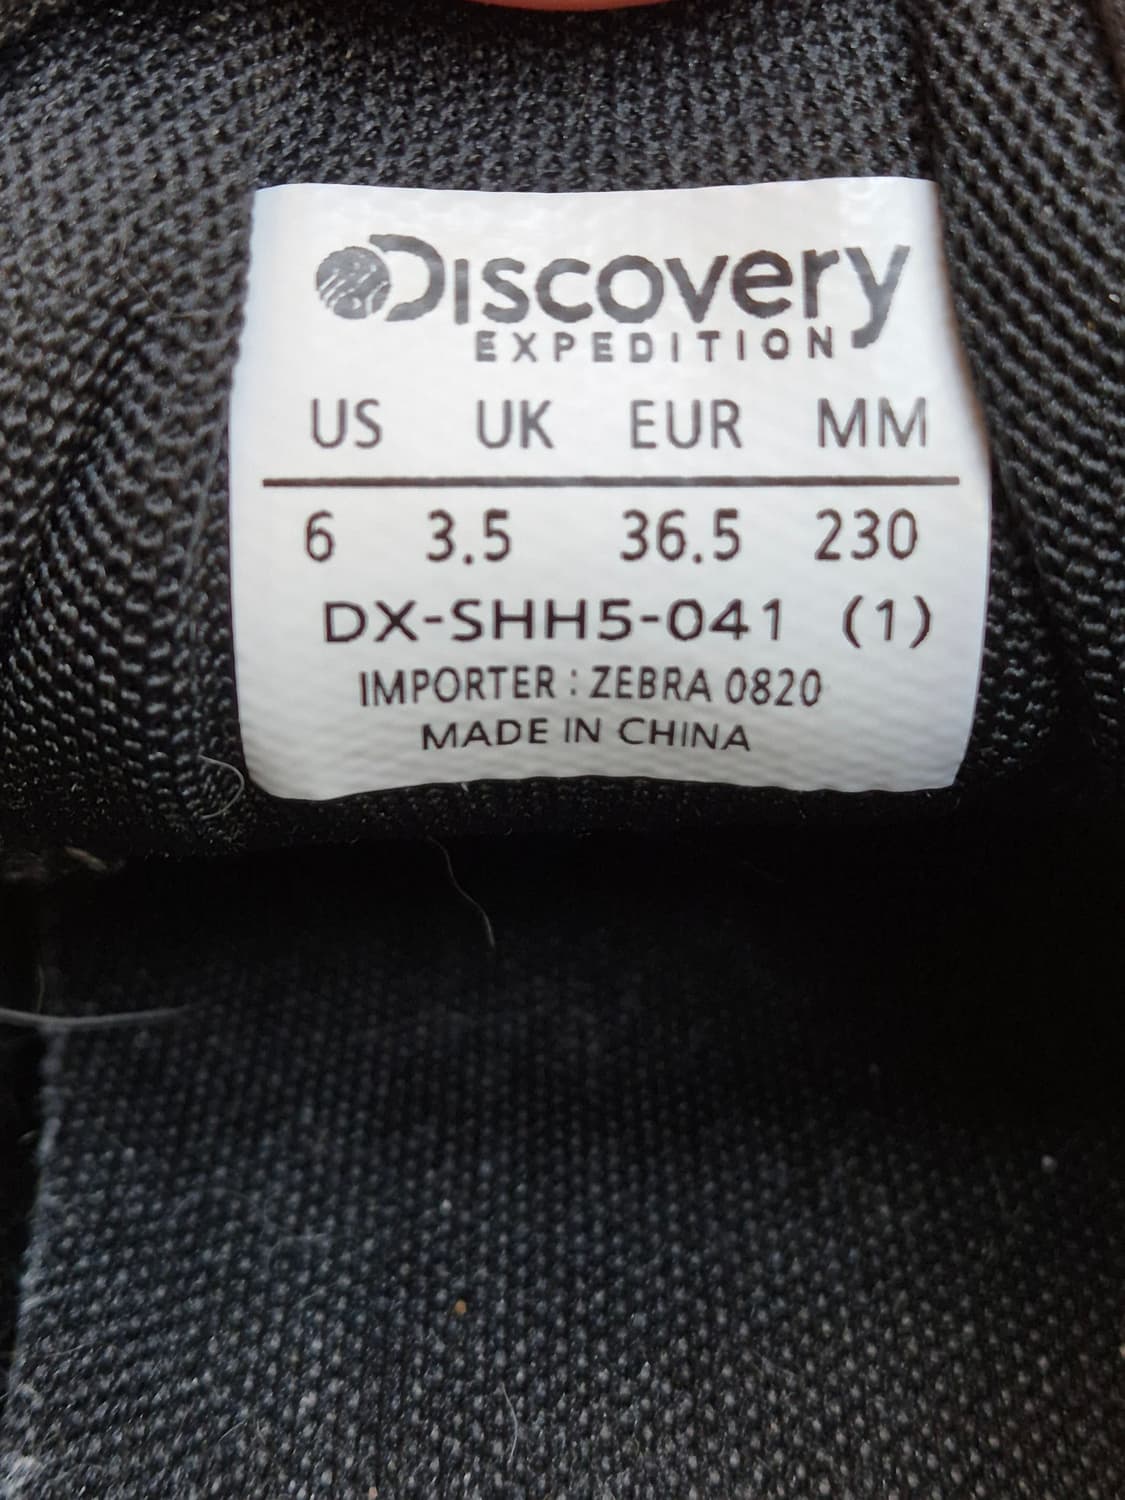 Discovery
EXPEDITION
US UK EUR MM
6 3.5 36.5 230
DX-SHH5-041 (1)
IMPORTER : ZEBRA 0820
MADE IN CHINA